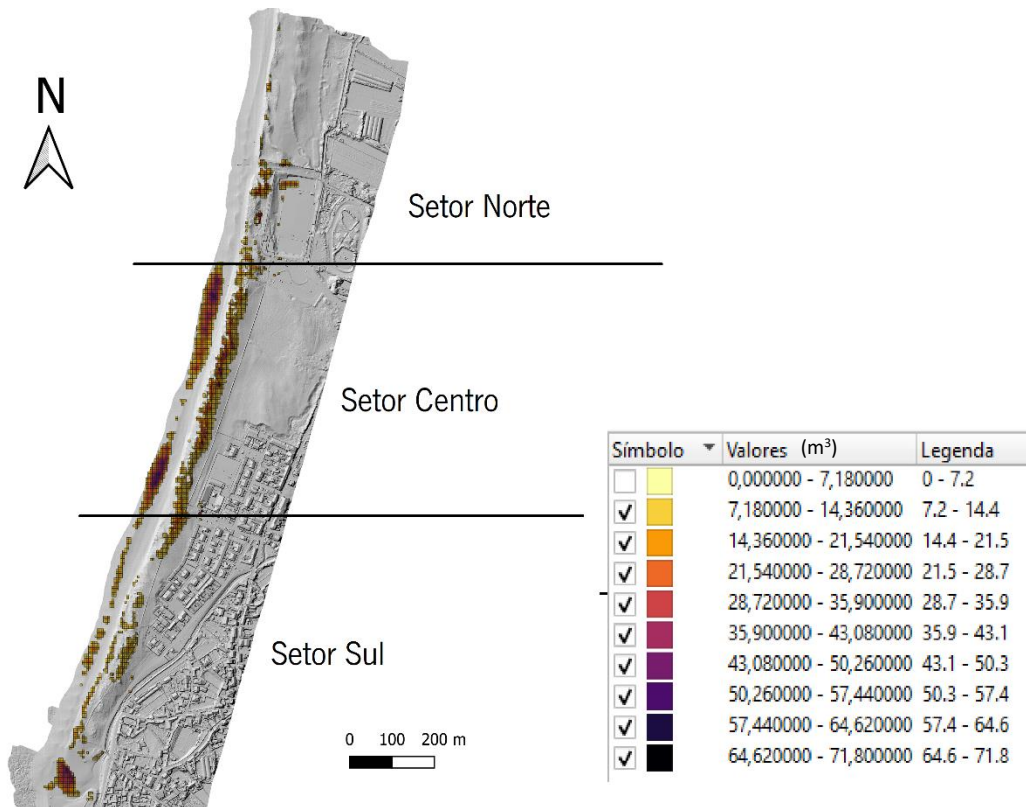 N
Setor Norte
Setor Centro
Setor Sul
0 100 200 m
Símbolo Valores (m³) Legenda
0,000000 - 7,180000 0 - 7.2
7,180000 - 14,360000 7.2 - 14.4
14,360000 - 21,540000 14.4 - 21.5
21,540000 - 28,720000 21.5 - 28.7
28,720000 - 35,900000 28.7 - 35.9
35,900000 - 43,080000 35.9 - 43.1
43,080000 - 50,260000 43.1 - 50.3
50,260000 - 57,440000 50.3 - 57.4
57,440000 - 64,620000 57.4 - 64.6
64,620000 - 71,800000 64.6 - 71.8